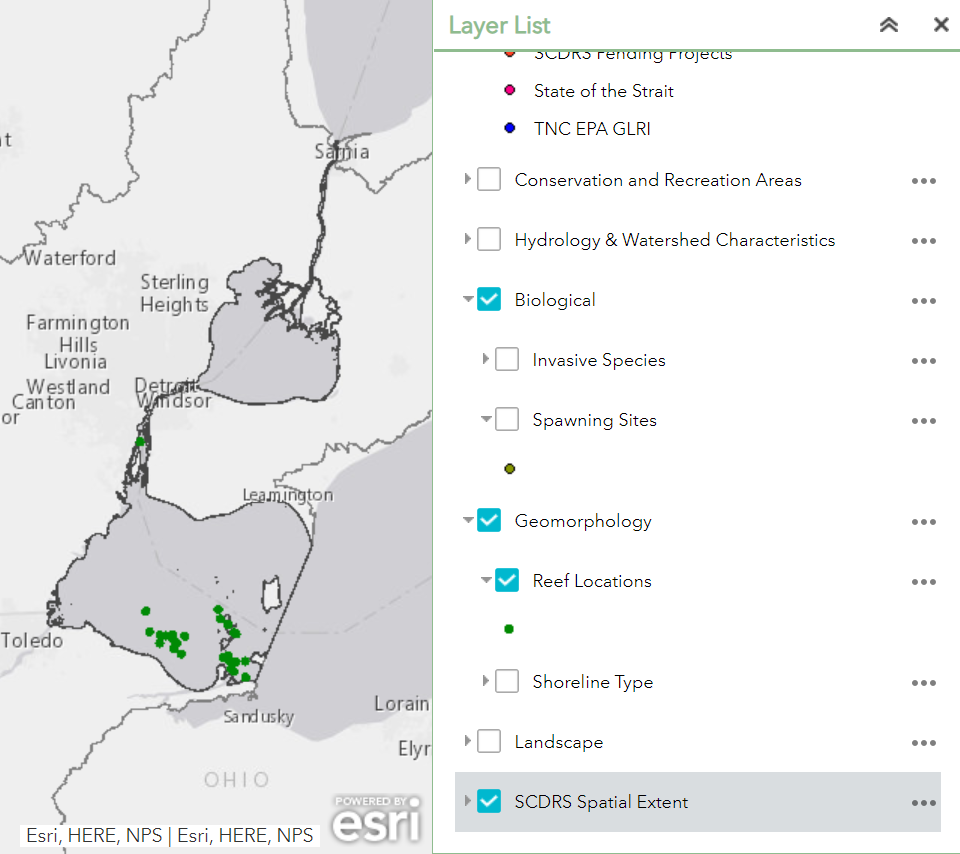 Layer List
SCDRS Pending Projects
State of the Strait
TNC EPA GLRI
Conservation and Recreation Areas
Hydrology & Watershed Characteristics
Biological
Invasive Species
Spawning Sites
Geomorphology
Reef Locations
Shoreline Type
Landscape
SCDRS Spatial Extent
t
Sarnia
Waterford
Sterling
Heights
Farmington
Hills
Livonia
Westland
Canton
or
Detroit
Windsor
Leamington
Toledo
Sandusky
Lorain
Elyr
OHIO
POWERED BY
esri
Esri, HERE, NPS | Esri, HERE, NPS